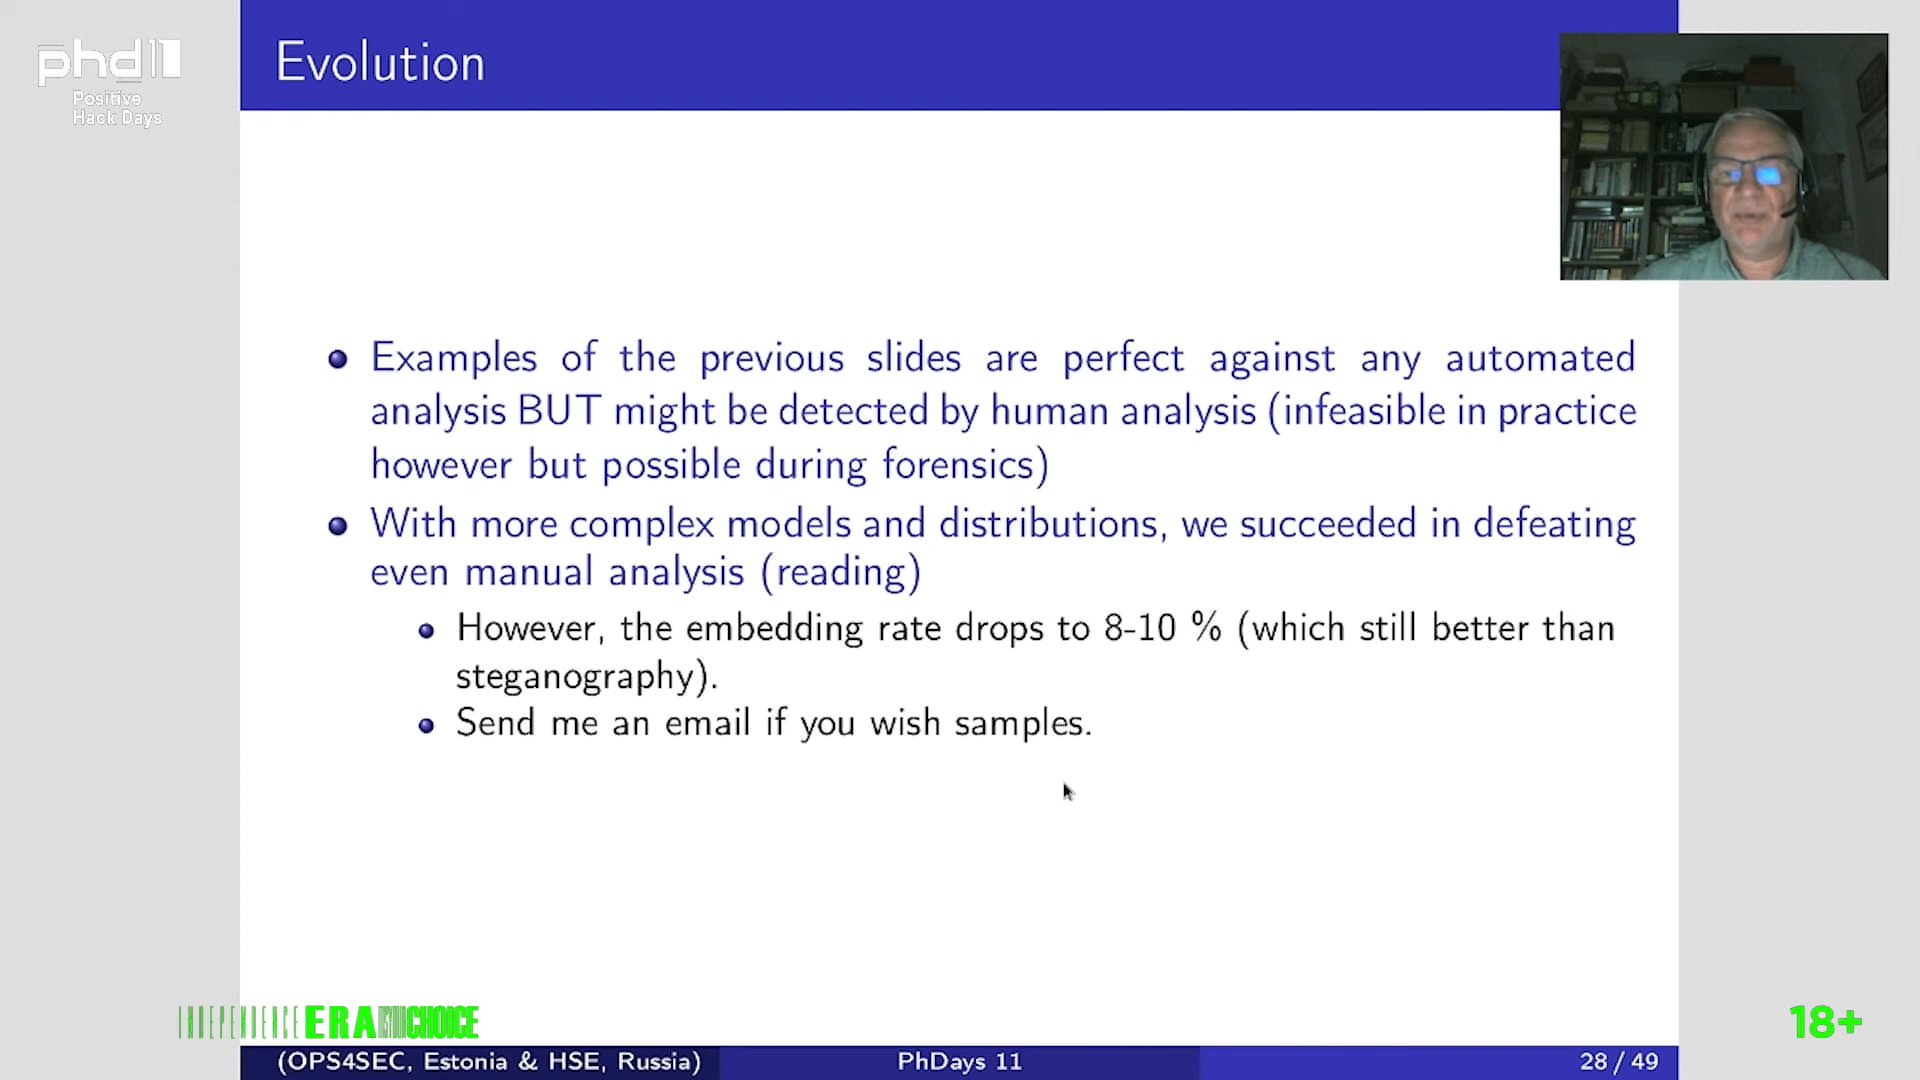 phd11
Positive
Hack Days
Evolution
Examples of the previous slides are perfect against any automated
analysis BUT might be detected by human analysis (infeasible in practice
however but possible during forensics)
With more complex models and distributions, we succeeded in defeating
even manual analysis (reading)
However, the embedding rate drops to 8-10 % (which still better than
steganography).
Send me an email if you wish samples.
INDEPENDENCE ERA CHOICE
18+
(OPS4SEC, Estonia & HSE, Russia) PhDays 11 28 / 49